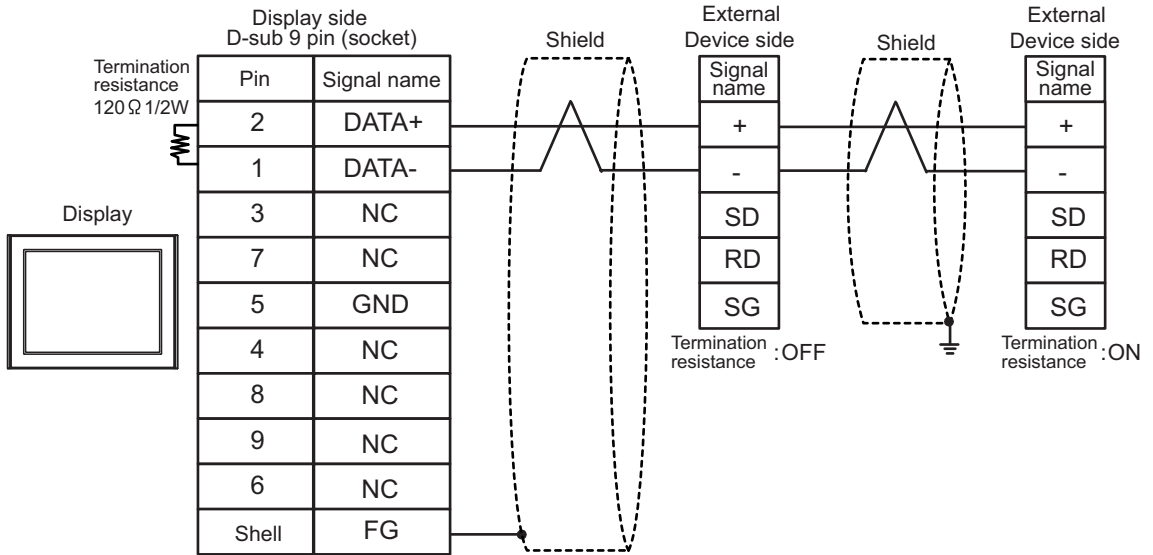 Display side
D-sub 9 pin (socket)
Termination
resistance
120Ω1/2W
Pin Signal name
2 DATA+
1 DATA-
3 NC
7 NC
5 GND
4 NC
8 NC
9 NC
6 NC
Shell FG
Display
Shield
External
Device side
Signal
name
+
-
SD
RD
SG
Termination
resistance :OFF
Shield
External
Device side
Signal
name
+
-
SD
RD
SG
Termination
resistance :ON